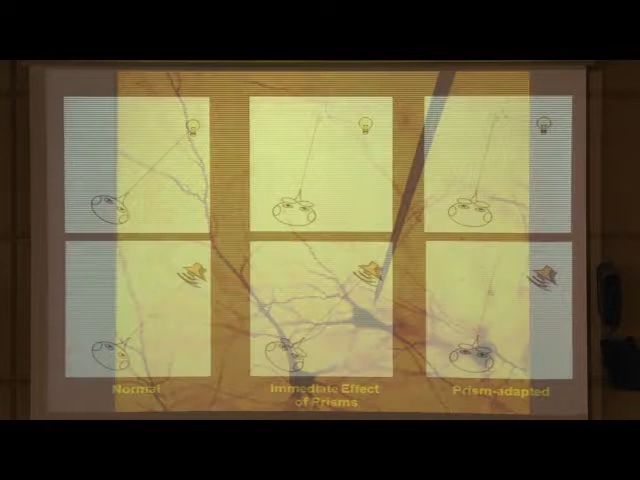 Normal
Immediate Effect
of Prisms
Prism-adapted